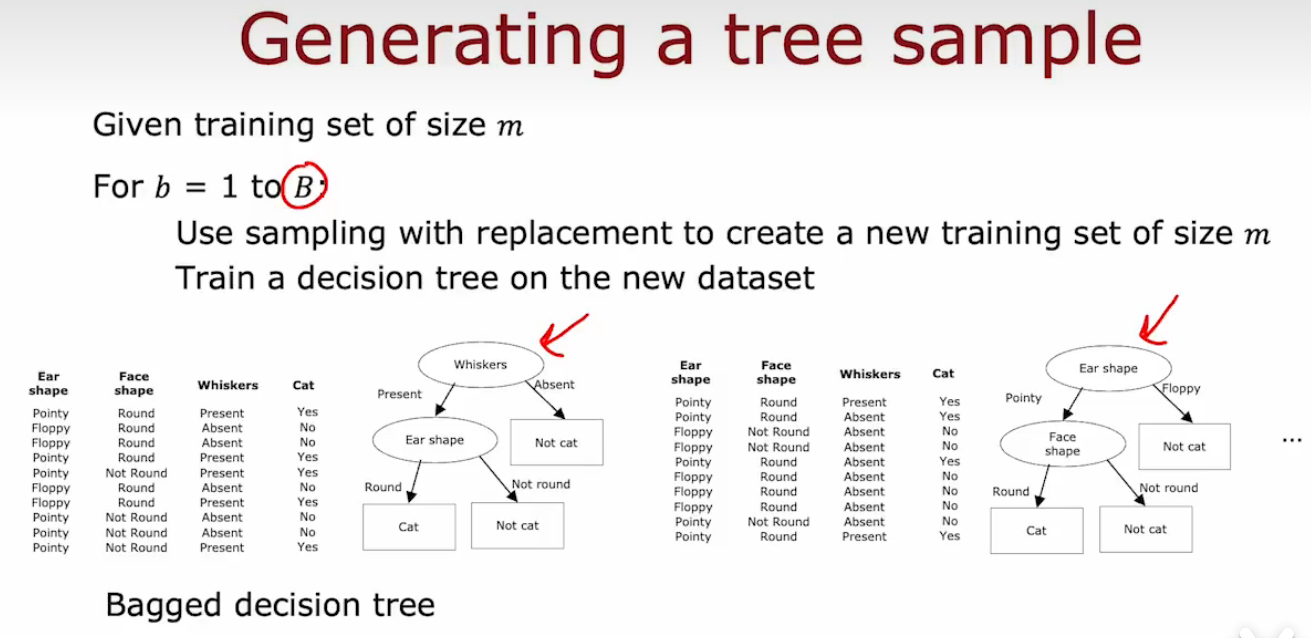 Generating a tree sample
Given training set of size m
For b = 1 to B:
Use sampling with replacement to create a new training set of size m
Train a decision tree on the new dataset
Ear shape Face shape Whiskers Cat
Pointy Round Present Yes
Floppy Round Absent No
Floppy Round Absent No
Pointy Round Present Yes
Pointy Not Round Present Yes
Floppy Round Absent No
Floppy Round Present Yes
Pointy Not Round Absent No
Pointy Not Round Absent No
Pointy Not Round Present Yes
Whiskers
Present
Absent
Ear shape
Not cat
Round
Not round
Cat
Not cat
Ear shape Face shape Whiskers Cat
Pointy Round Present Yes
Pointy Round Absent Yes
Floppy Not Round Absent No
Floppy Not Round Absent No
Pointy Round Absent Yes
Floppy Round Absent No
Floppy Round Absent No
Floppy Round Absent No
Pointy Not Round Absent No
Pointy Round Present Yes
Ear shape
Pointy
Floppy
Face shape
Not cat
Round
Not round
Cat
Not cat
...
Bagged decision tree